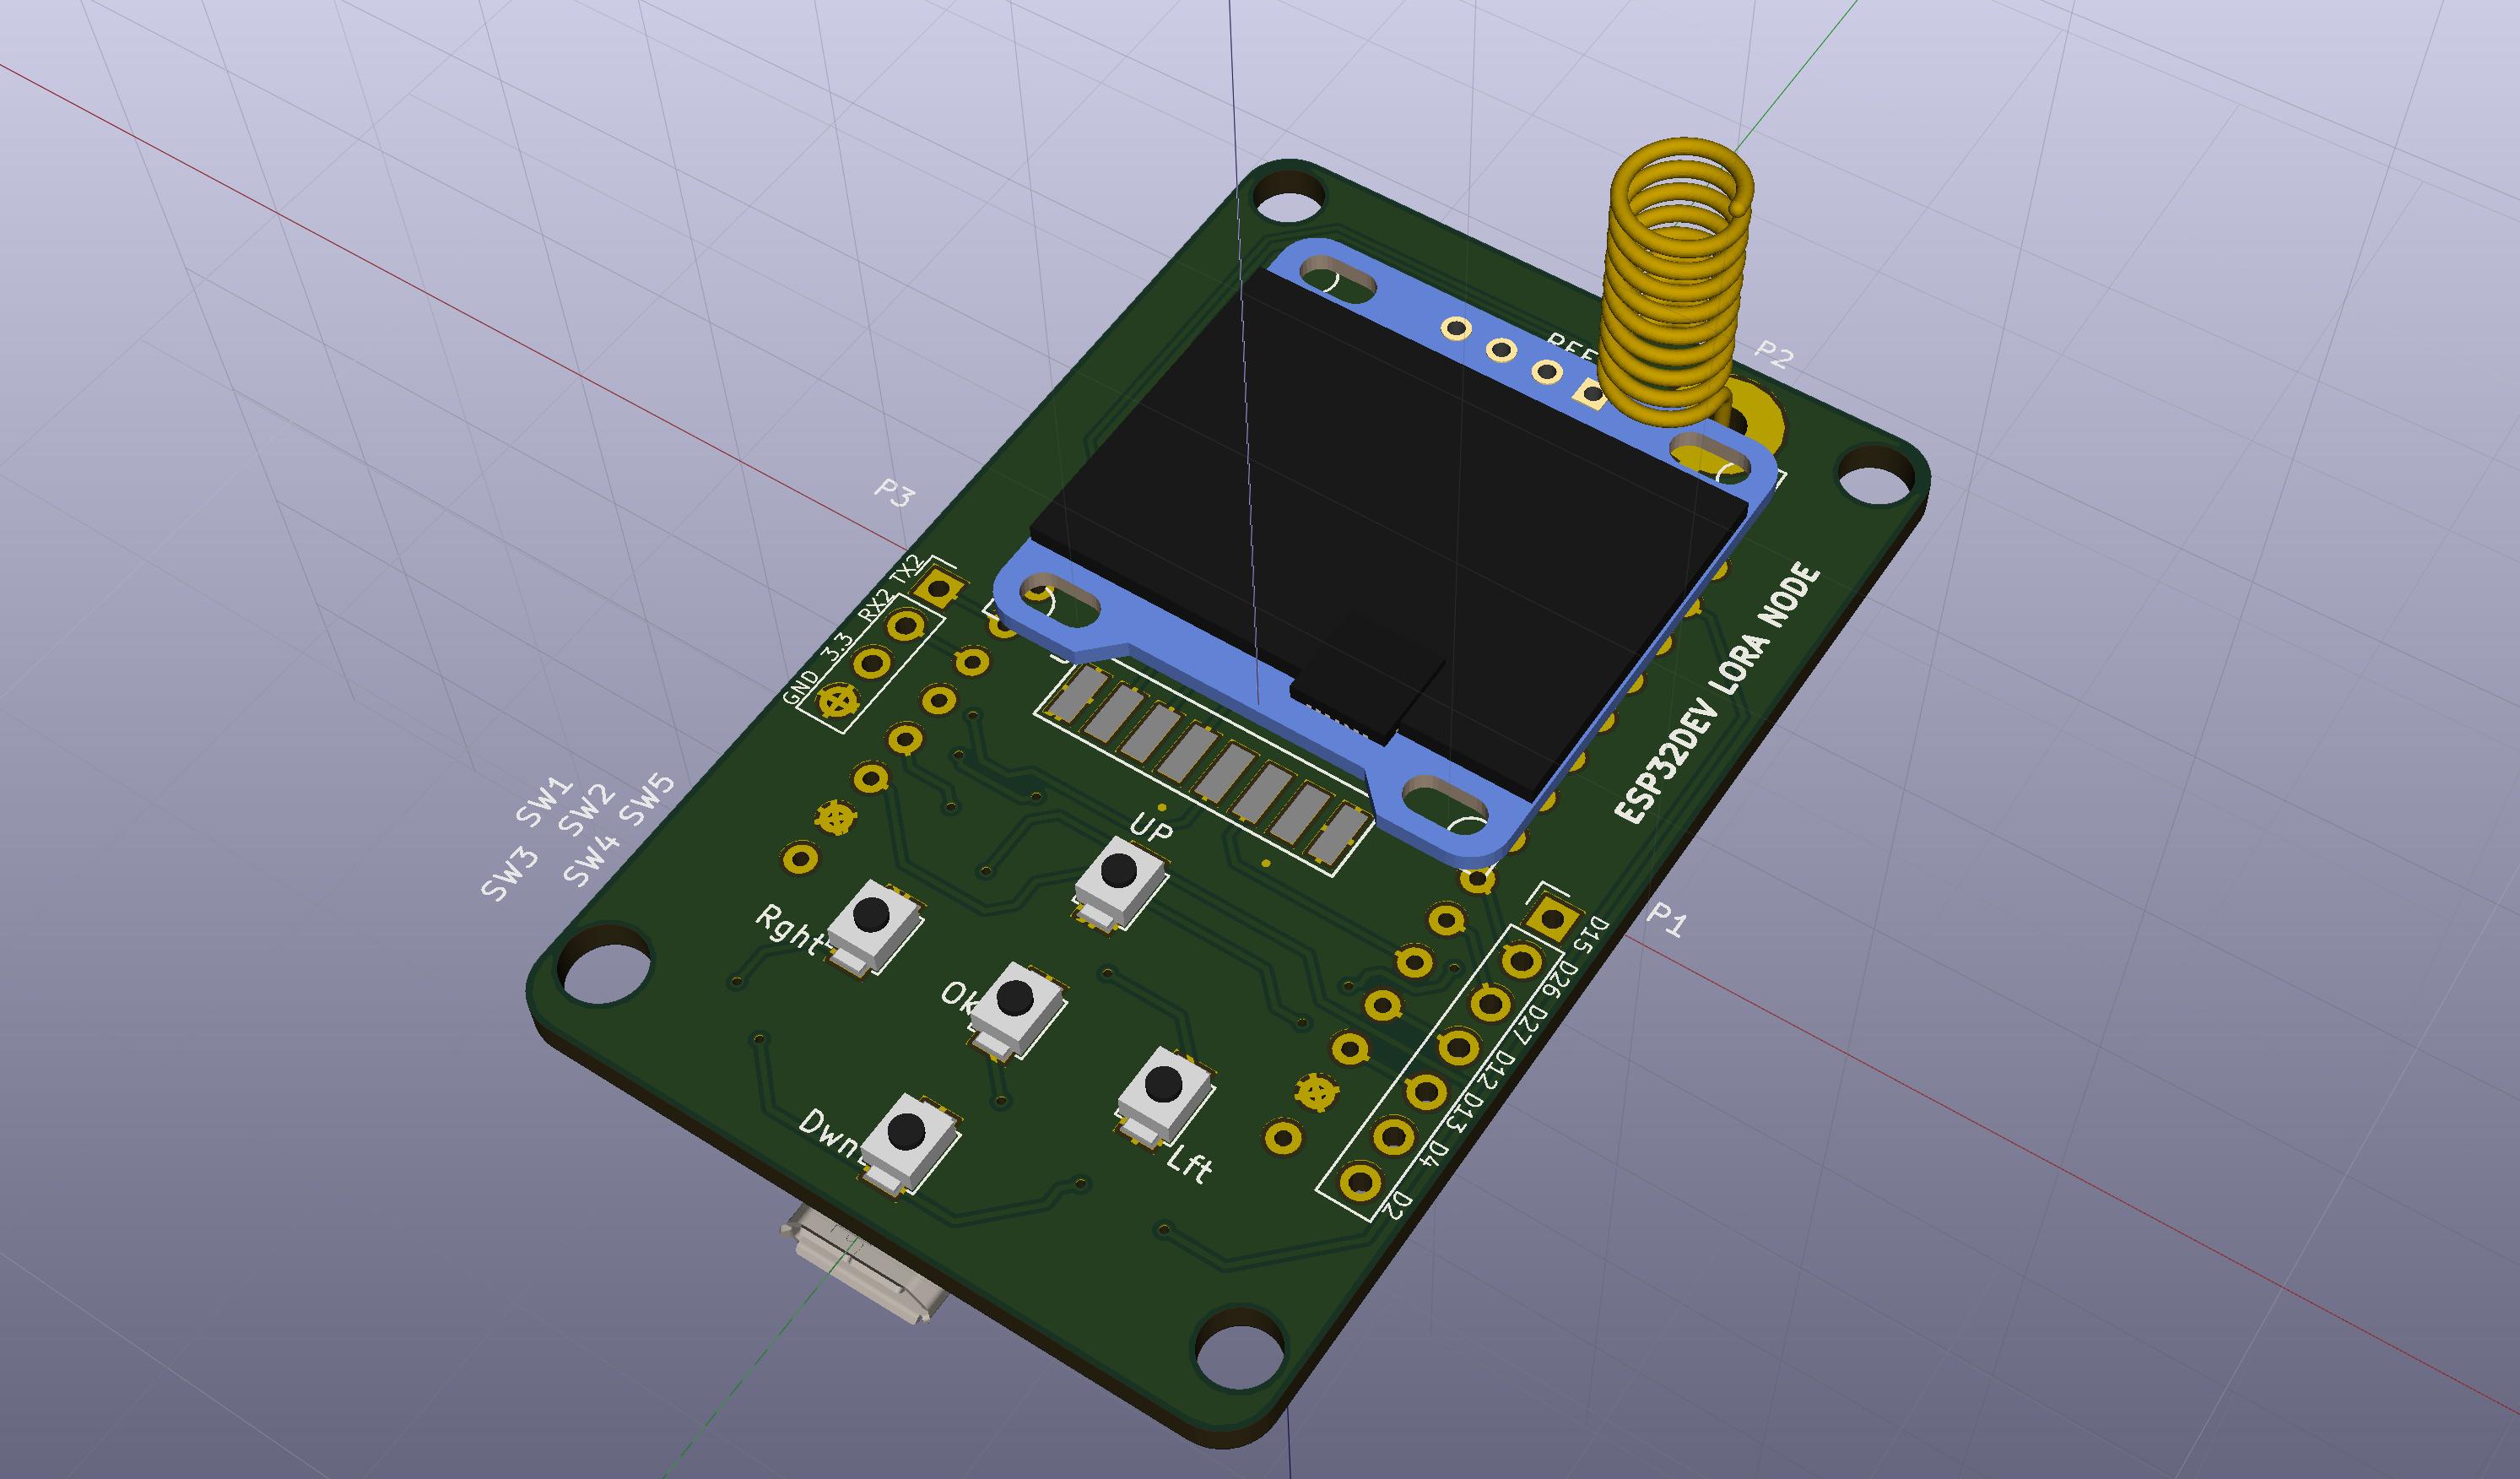 P2
P3
TX2
RX2
3.3
GND
ESP32DEV LORA NODE
SW1
SW2
SW5
SW3
SW4
UP
Rght
Ok
Dwn
Lft
P1
D15
D26
D27
D12
D13
D4
D2